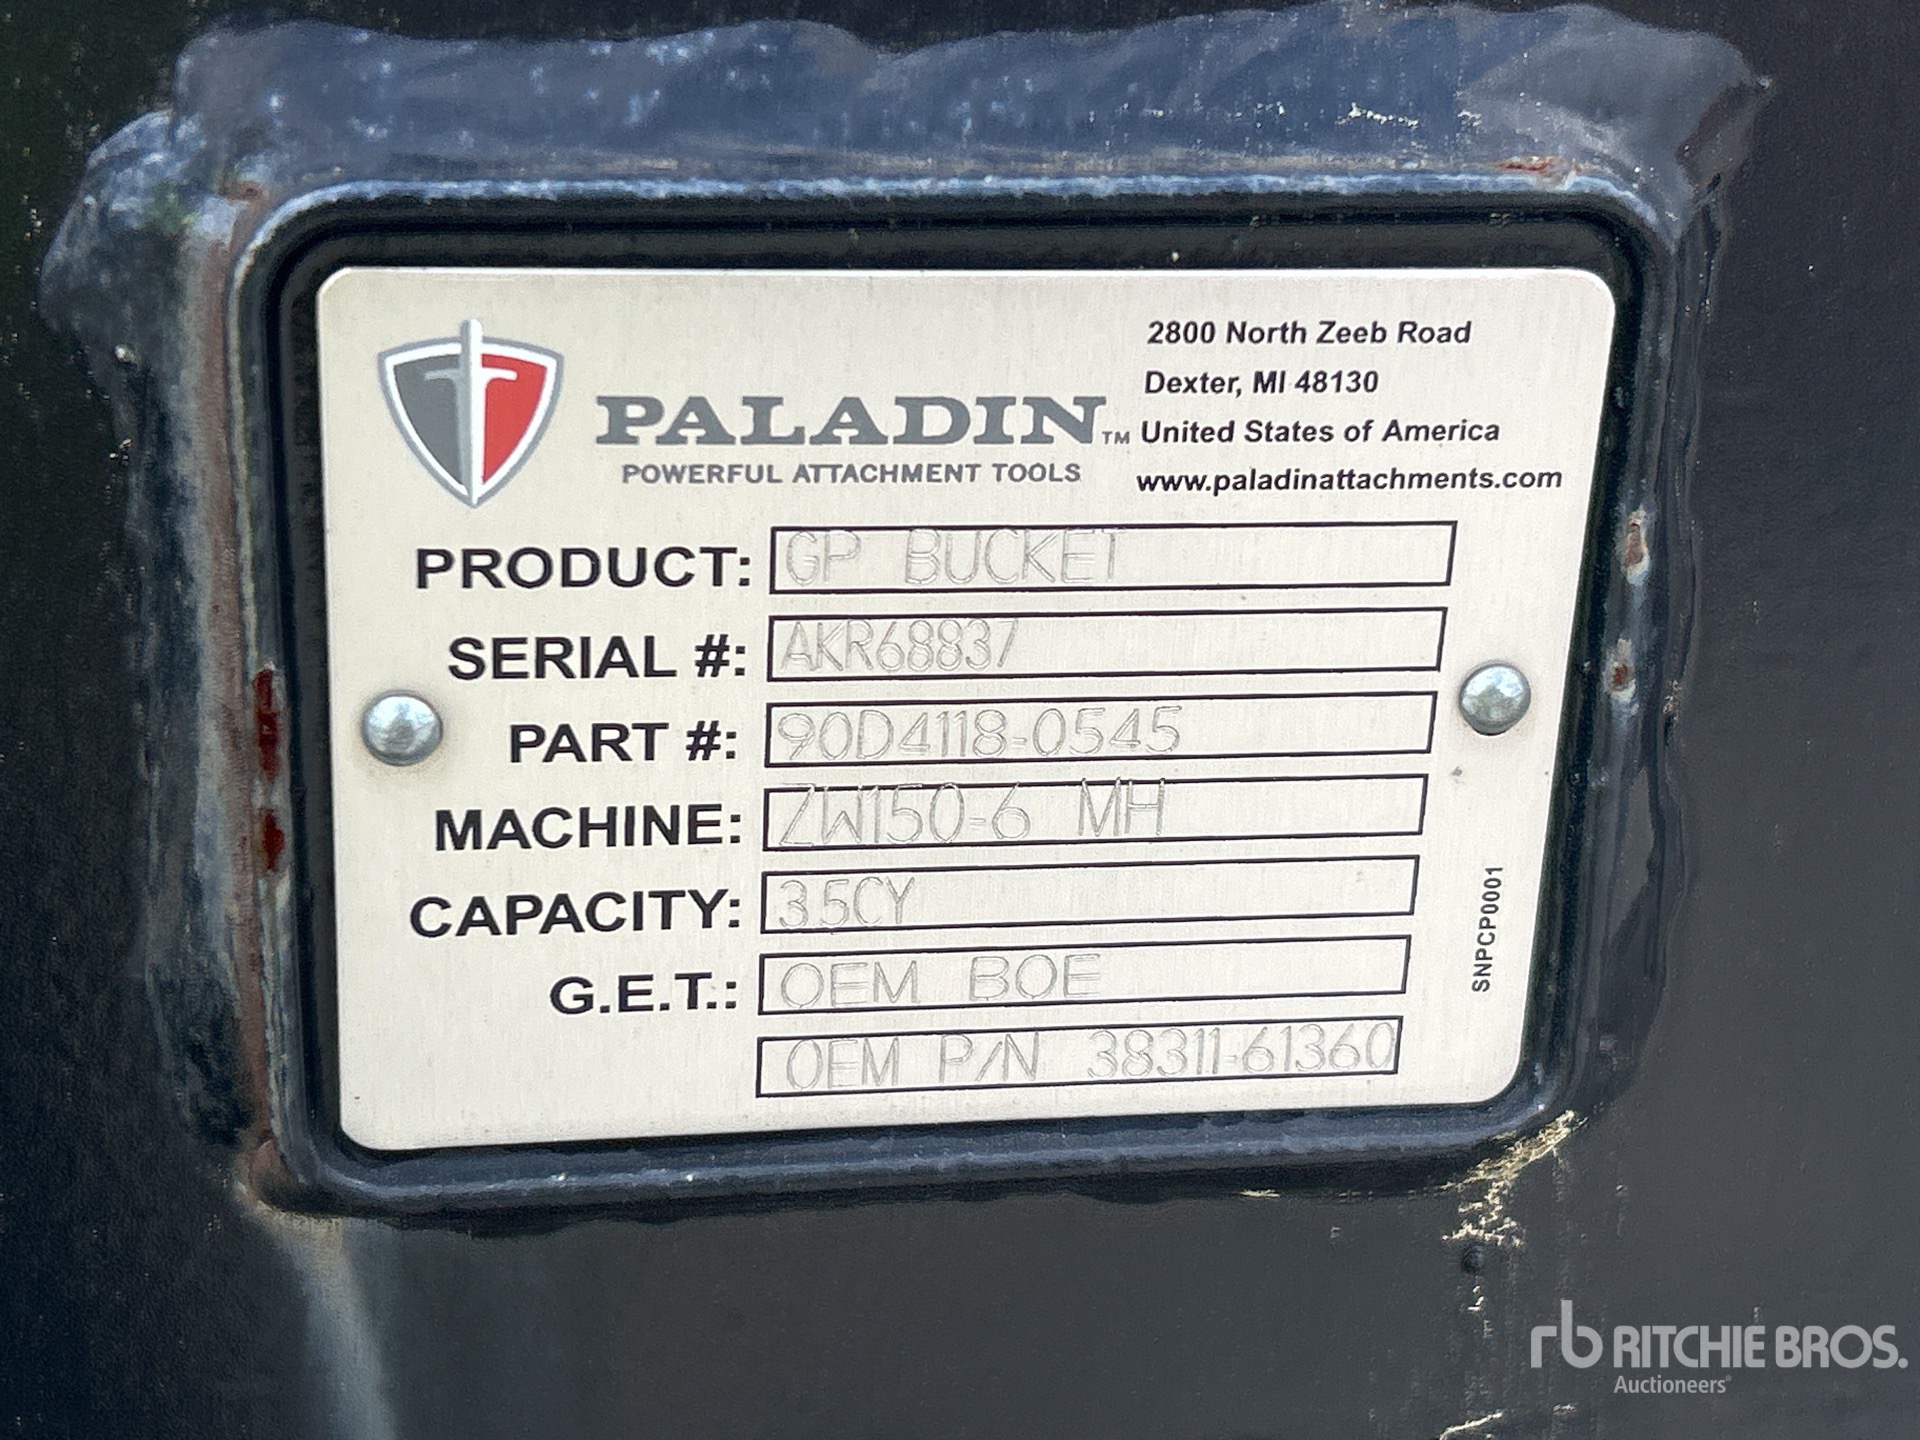 PALADIN™
POWERFUL ATTACHMENT TOOLS
2800 North Zeeb Road
Dexter, MI 48130
United States of America
www.paladinattachments.com
PRODUCT: GP BUCKET
SERIAL #: AKR68837
PART #: 90D4118-0545
MACHINE: ZW150-6 MH
CAPACITY: 3.5CY
G.E.T.: OEM BOE
OEM P/N 38311-61360
SNPCP0001
rb RITCHIE BROS.
Auctioneers®